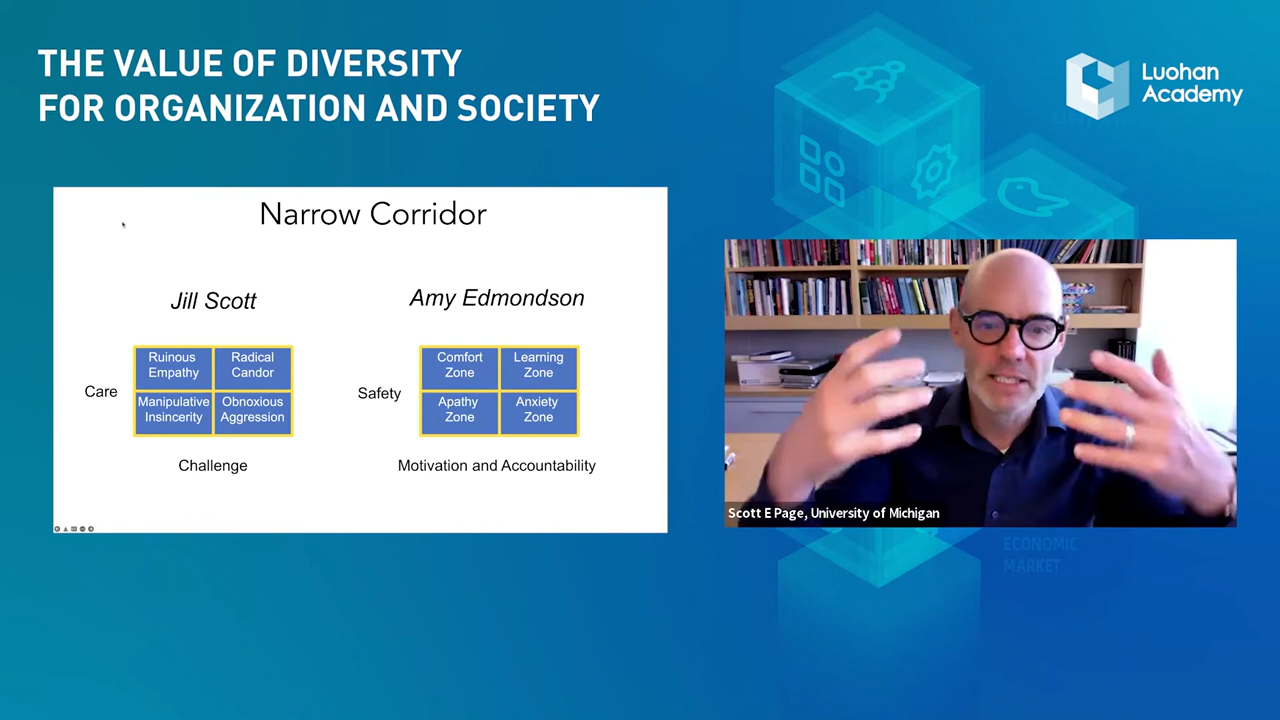 THE VALUE OF DIVERSITY
FOR ORGANIZATION AND SOCIETY
Luohan
Academy
Narrow Corridor
Jill Scott
Amy Edmondson
Care
Ruinous
Empathy
Radical
Candor
Manipulative
Insincerity
Obnoxious
Aggression
Challenge
Safety
Comfort
Zone
Learning
Zone
Apathy
Zone
Anxiety
Zone
Motivation and Accountability
Scott E Page, University of Michigan
ECONOMIC
MARKET